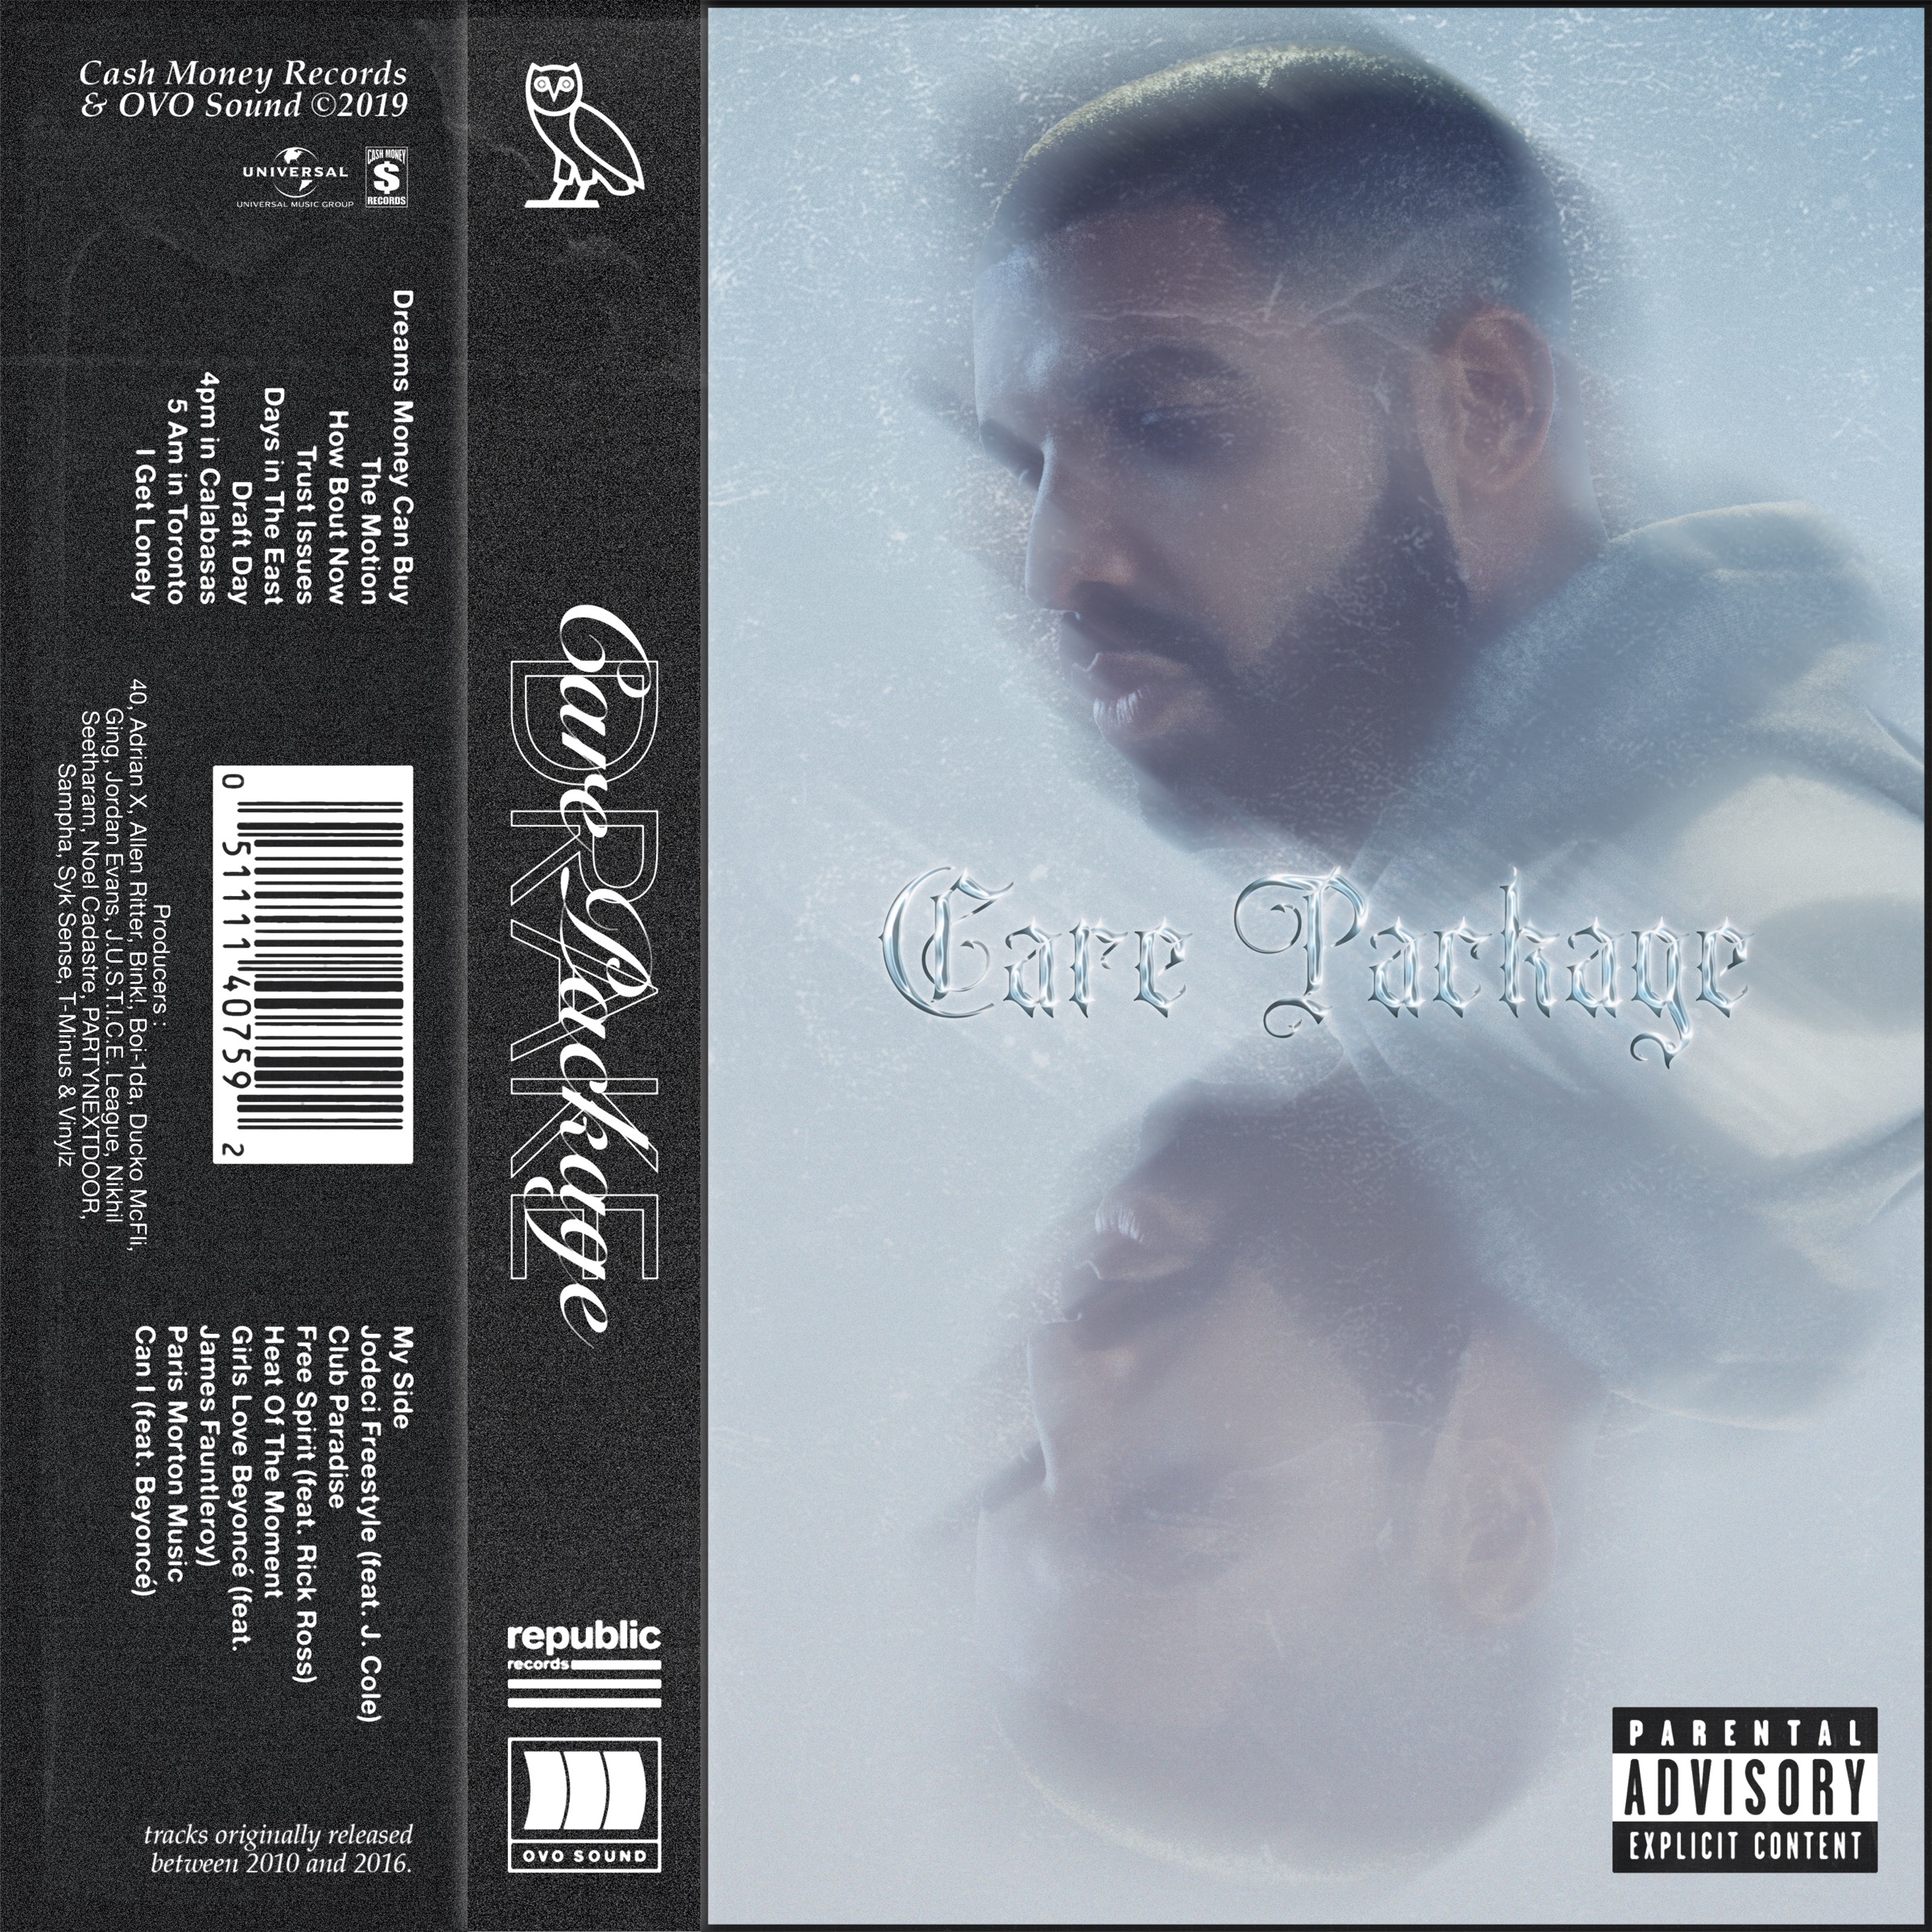 Cash Money Records
& OVO Sound ©2019
UNIVERSAL
UNIVERSAL MUSIC GROUP
CASH MONEY
$
RECORDS
Dreams Money Can Buy
The Motion
How Bout Now
Trust Issues
Days in The East
Draft Day
4pm in Calabasas
5 Am in Toronto
I Get Lonely
0 51111 40759 2
Producers :
40, Adrian X, Allen Ritter, Bink!, Boi-1da, Ducko McFli,
Ging, Jordan Evans, J.U.S.T.I.C.E. League, Nikhil
Seetharam, Noel Cadastre, PARTYNEXTDOOR,
Sampha, Syk Sense, T-Minus & Vinylz
My Side
Jodeci Freestyle (feat. J. Cole)
Club Paradise
Free Spirit (feat. Rick Ross)
Heat Of The Moment
Girls Love Beyoncé (feat.
James Fauntleroy)
Paris Morton Music
Can I (feat. Beyoncé)
tracks originally released
between 2010 and 2016.
DRAKE
Care Package
republic
records
OVO SOUND
Care Package
PARENTAL
ADVISORY
EXPLICIT CONTENT